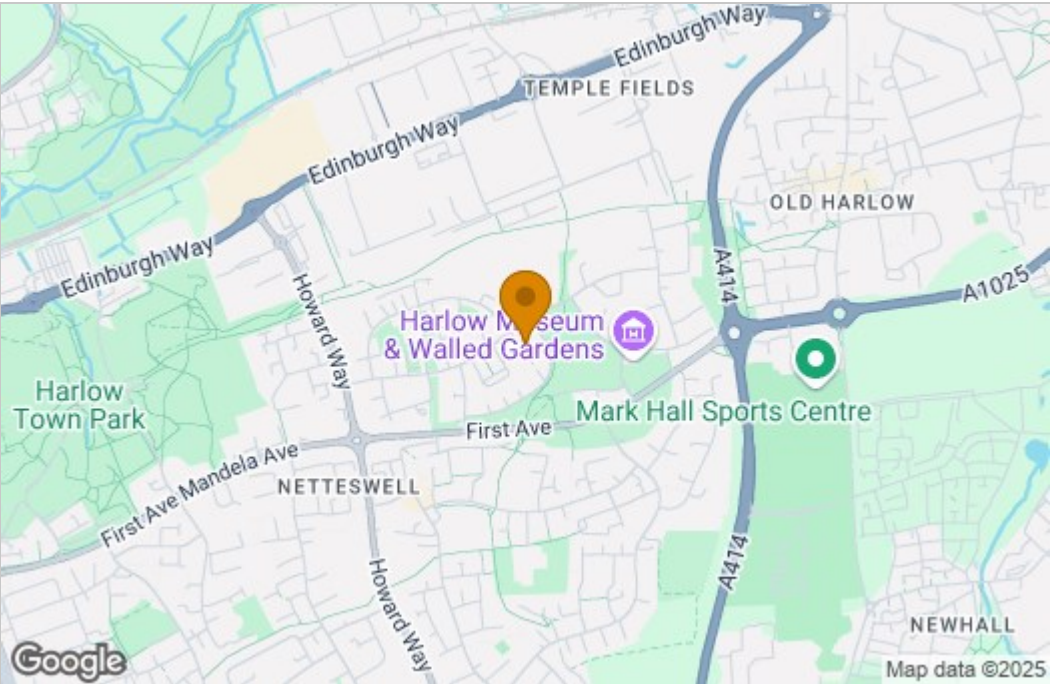 Edinburgh Way
TEMPLE FIELDS
Edinburgh Way
OLD HARLOW
Edinburgh Way
A414
A1025
Howard Way
Harlow Museum
& Walled Gardens
Harlow
Town Park
Mark Hall Sports Centre
First Ave
First Ave Mandela Ave
NETTESWELL
A414
Howard Way
NEWHALL
Google
Map data ©2025